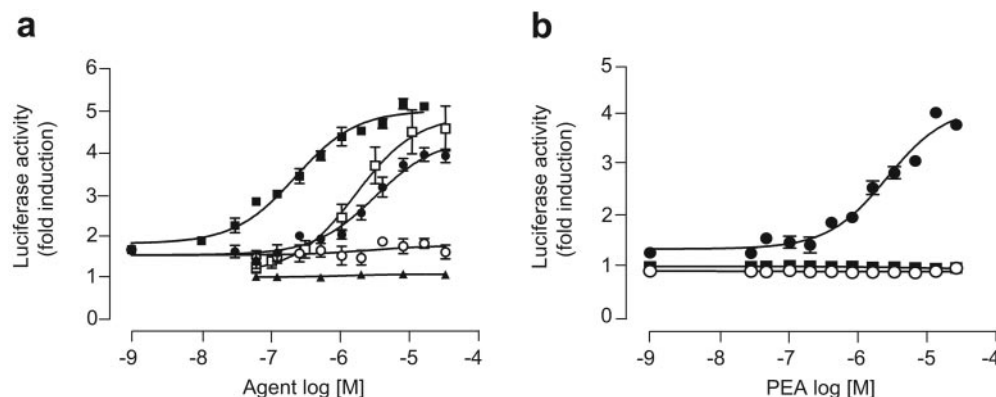 a
Luciferase activity
(fold induction)
6
5
4
3
2
1
0
-9 -8 -7 -6 -5 -4
Agent log [M]
b
Luciferase activity
(fold induction)
5
4
3
2
1
0
-9 -8 -7 -6 -5 -4
PEA log [M]